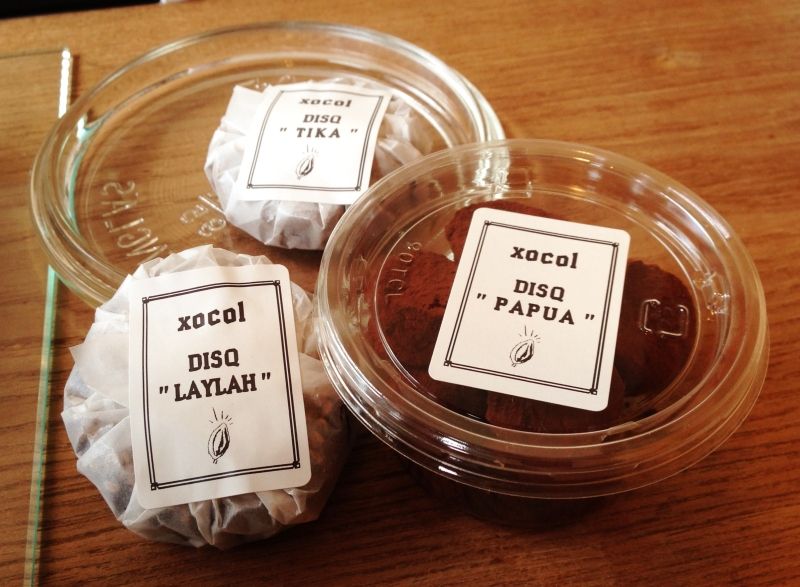 xocol
DISQ
"TIKA"
xocol
DISQ
"PAPUA"
xocol
DISQ
"LAYLAH"